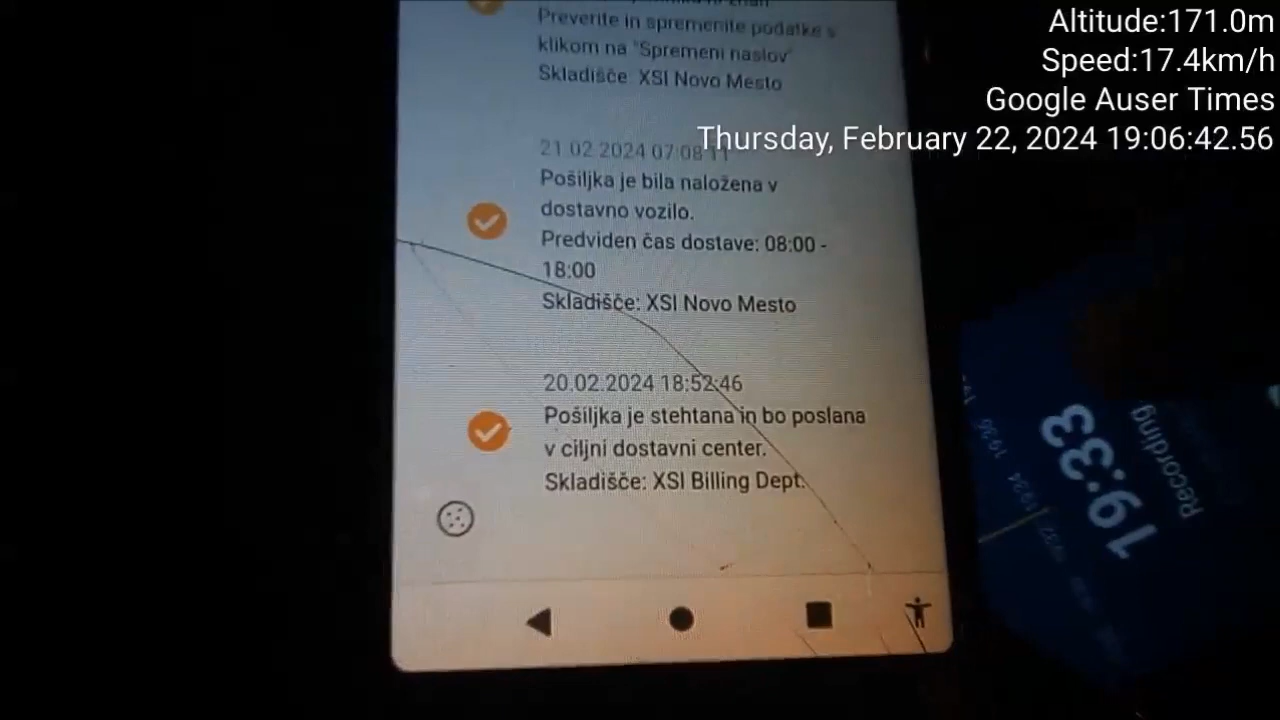 Altitude:171.0m
Speed:17.4km/h
Google Auser Times
Thursday, February 22, 2024 19:06:42.56
Preverite in spremenite podatke s
klikom na "Spremeni naslov"
Skladišče: XSI Novo Mesto
21.02.2024 07:08:11
Pošiljka je bila naložena v
dostavno vozilo.
Predviden čas dostave: 08:00 -
18:00
Skladišče: XSI Novo Mesto
20.02.2024 18:52:46
Pošiljka je stehtana in bo poslana
v ciljni dostavni center.
Skladišče: XSI Billing Dept.
19:33
Recording
1936
1934